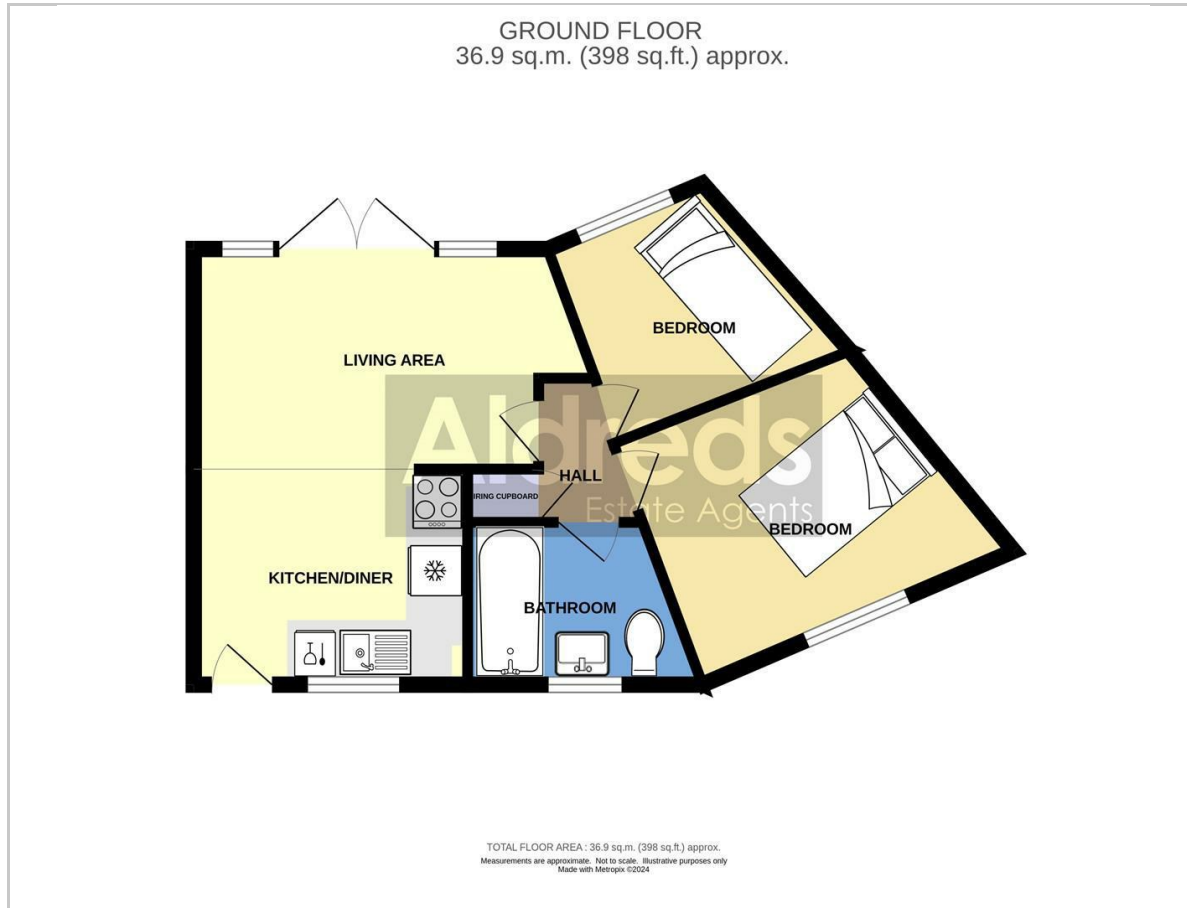 GROUND FLOOR
36.9 sq.m. (398 sq.ft.) approx.
BEDROOM
LIVING AREA
Aldreds
Estate Agents
HALL
IRING CUPBOARD
BEDROOM
KITCHEN/DINER
BATHROOM
TOTAL FLOOR AREA : 36.9 sq.m. (398 sq.ft.) approx.
Measurements are approximate. Not to scale. Illustrative purposes only
Made with Metropix ©2024